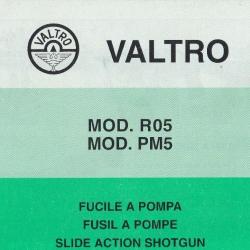 VALTRO VALTRO
MOD. R05
MOD. PM5
FUCILE A POMPA
FUSIL A POMPE
SLIDE ACTION SHOTGUN